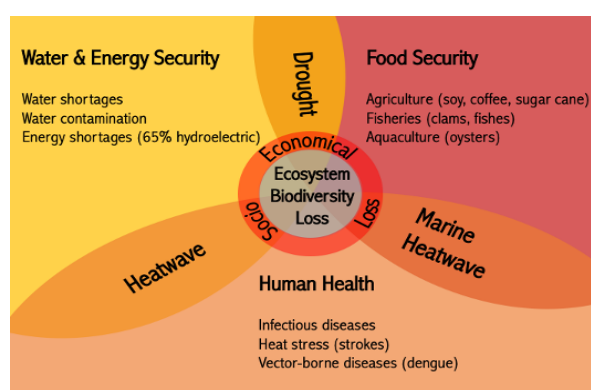 Water & Energy Security
Water shortages
Water contamination
Energy shortages (65% hydroelectric)
Drought
Food Security
Agriculture (soy, coffee, sugar cane)
Fisheries (clams, fishes)
Aquaculture (oysters)
Socio Economical Loss
Ecosystem
Biodiversity
Loss
Heatwave
Marine
Heatwave
Human Health
Infectious diseases
Heat stress (strokes)
Vector-borne diseases (dengue)